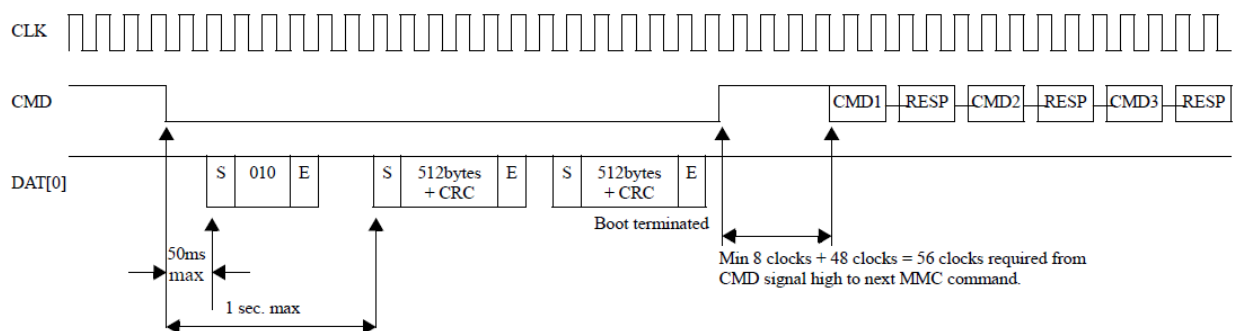 CLK
CMD
CMD1 RESP CMD2 RESP CMD3 RESP
DAT[0]
S 010 E S 512bytes + CRC E S 512bytes + CRC E
Boot terminated
50ms
max
1 sec. max
Min 8 clocks + 48 clocks = 56 clocks required from
CMD signal high to next MMC command.